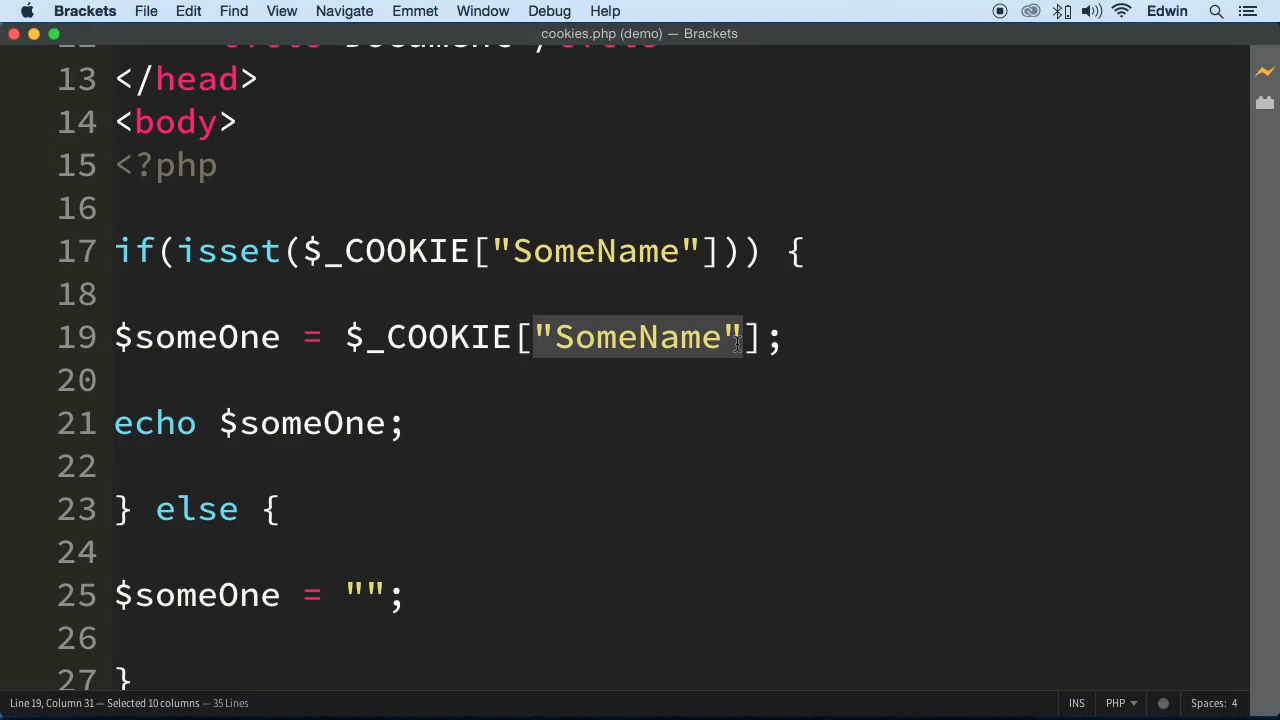 Brackets File Edit Find View Navigate Emmet Window Debug Help Edwin
cookies.php (demo) — Brackets
13 </head>
14 <body>
15 <?php
16
17 if(isset($_COOKIE["SomeName"])) {
18
19 $someOne = $_COOKIE["SomeName"];
20
21 echo $someOne;
22
23 } else {
24
25 $someOne = "";
26
27 }
Line 19, Column 31 — Selected 10 columns — 35 Lines INS PHP Spaces: 4